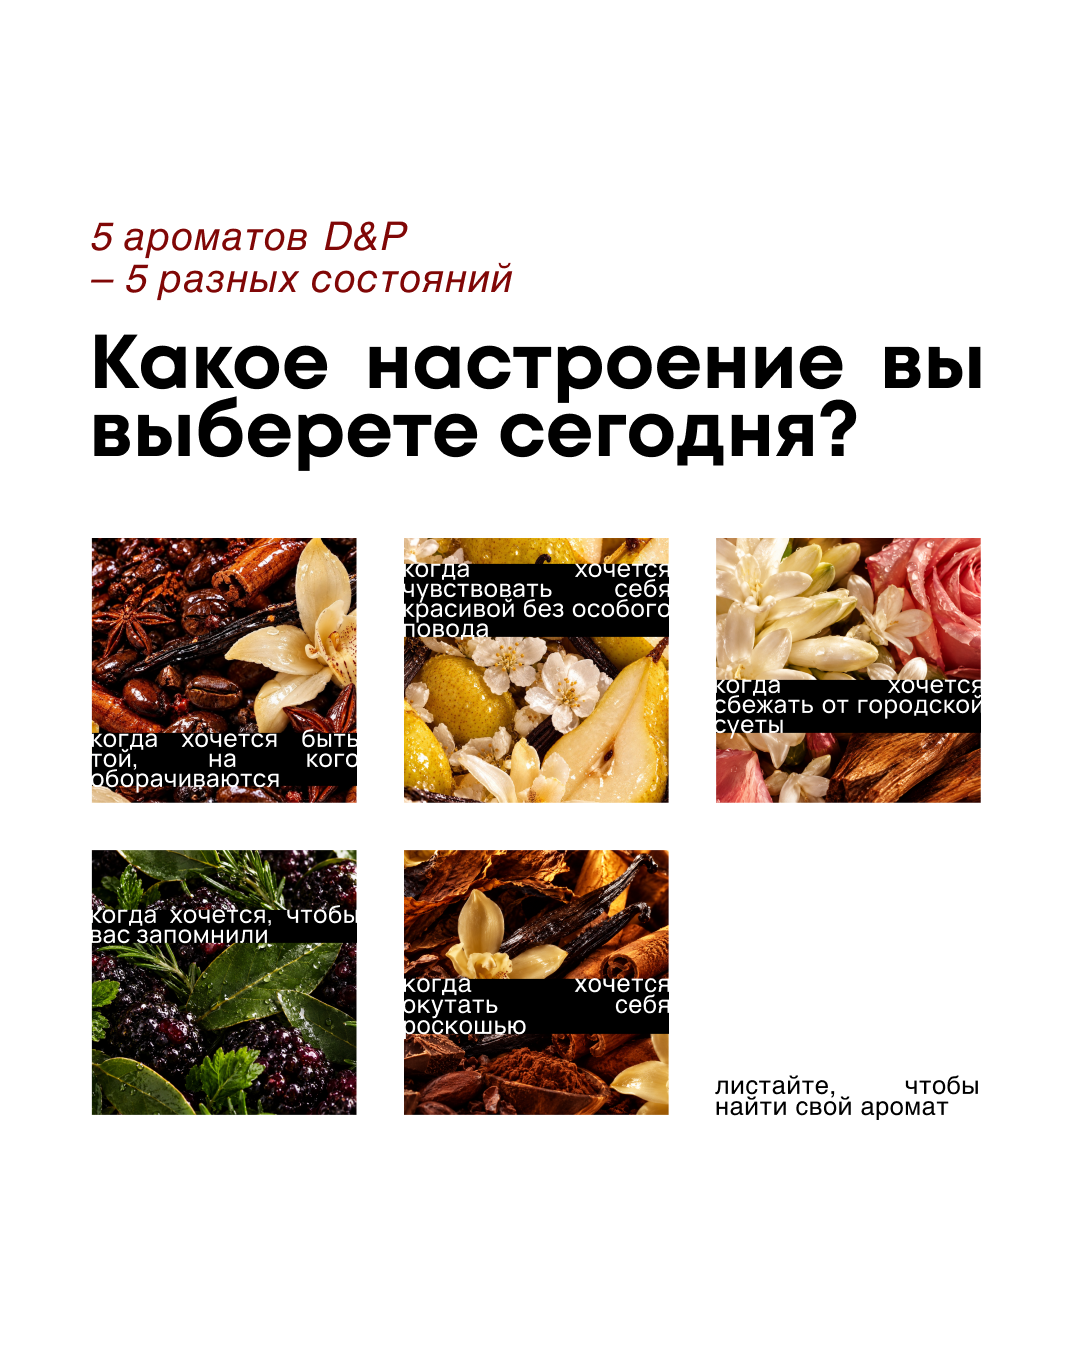 5 ароматов D&P
– 5 разных состояний
Какое настроение вы
выберете сегодня?
когда хочется быть
той, на кого
оборачиваются
когда хочется
чувствовать себя
красивой без особого
повода
когда хочется
сбежать от городской
суеты
когда хочется, чтобы
вас запомнили
когда хочется
окутать себя
роскошью
листайте, чтобы
найти свой аромат